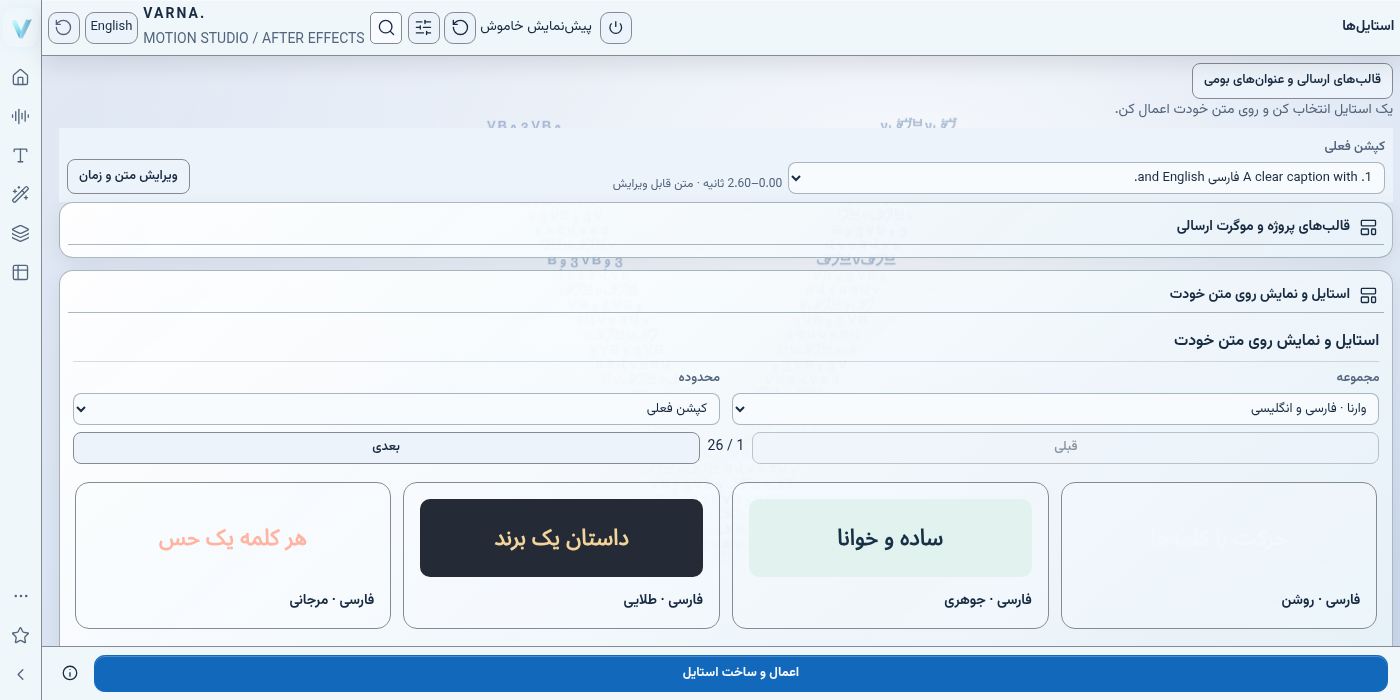 استایل‌ها
پیش‌نمایش خاموش
VARNA.
MOTION STUDIO / AFTER EFFECTS
English
قالب‌های ارسالی و عنوان‌های بومی
یک استایل انتخاب کن و روی متن خودت اعمال کن.
کپشن فعلی
1. A clear caption with فارسی and English.
0.00–2.60 ثانیه · متن قابل ویرایش
ویرایش متن و زمان
قالب‌های پروژه و موگرت ارسالی
استایل و نمایش روی متن خودت
استایل و نمایش روی متن خودت
مجموعه
محدوده
وارنا · فارسی و انگلیسی
کپشن فعلی
قبلی
1 / 26
بعدی
ساده و خوانا
داستان یک برند
هر کلمه یک حس
فارسی · روشن
فارسی · جوهری
فارسی · طلایی
فارسی · مرجانی
اعمال و ساخت استایل